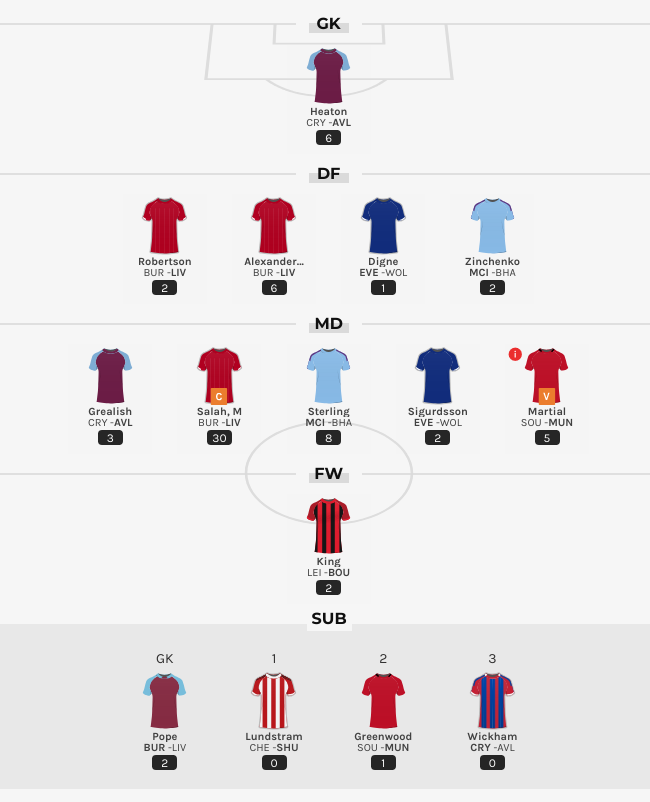 GK
Heaton
CRY -AVL
6
DF
Robertson Alexander... Digne Zinchenko
BUR -LIV BUR -LIV EVE -WOL MCI -BHA
2 6 1 2
MD
i
C V
Grealish Salah, M Sterling Sigurdsson Martial
CRY -AVL BUR -LIV MCI -BHA EVE -WOL SOU -MUN
3 30 8 2 5
FW
King
LEI -BOU
2
SUB
GK 1 2 3
Pope Lundstram Greenwood Wickham
BUR -LIV CHE -SHU SOU -MUN CRY -AVL
2 0 1 0